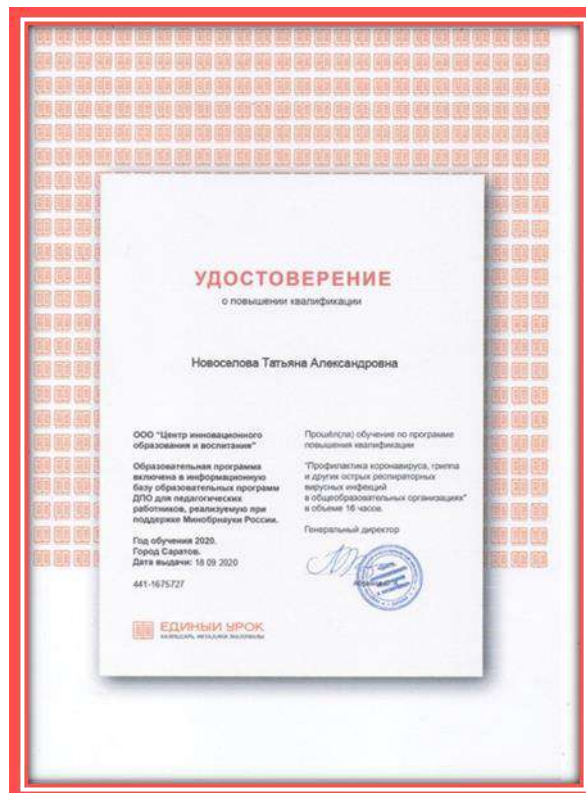 УДОСТОВЕРЕНИЕ
о повышении квалификации
Новоселова Татьяна Александровна
ООО "Центр инновационного
образования и воспитания"
Образовательная программа
включена в информационную
базу образовательных программ
ДПО для педагогических
работников, реализуемую при
поддержке Минобрнауки России.
Год обучения 2020.
Город Саратов.
Дата выдачи: 18 09 2020
441-1675727
Прошёл(ла) обучение по программе
повышения квалификации
"Профилактика коронавируса, гриппа
и других острых респираторных
вирусных инфекций
в общеобразовательных организациях"
в объеме 16 часов.
Генеральный директор
ЕДИНЫЙ УРОК
КАЛЕНДАРЬ, МЕТОДИКИ, МАТЕРИАЛЫ